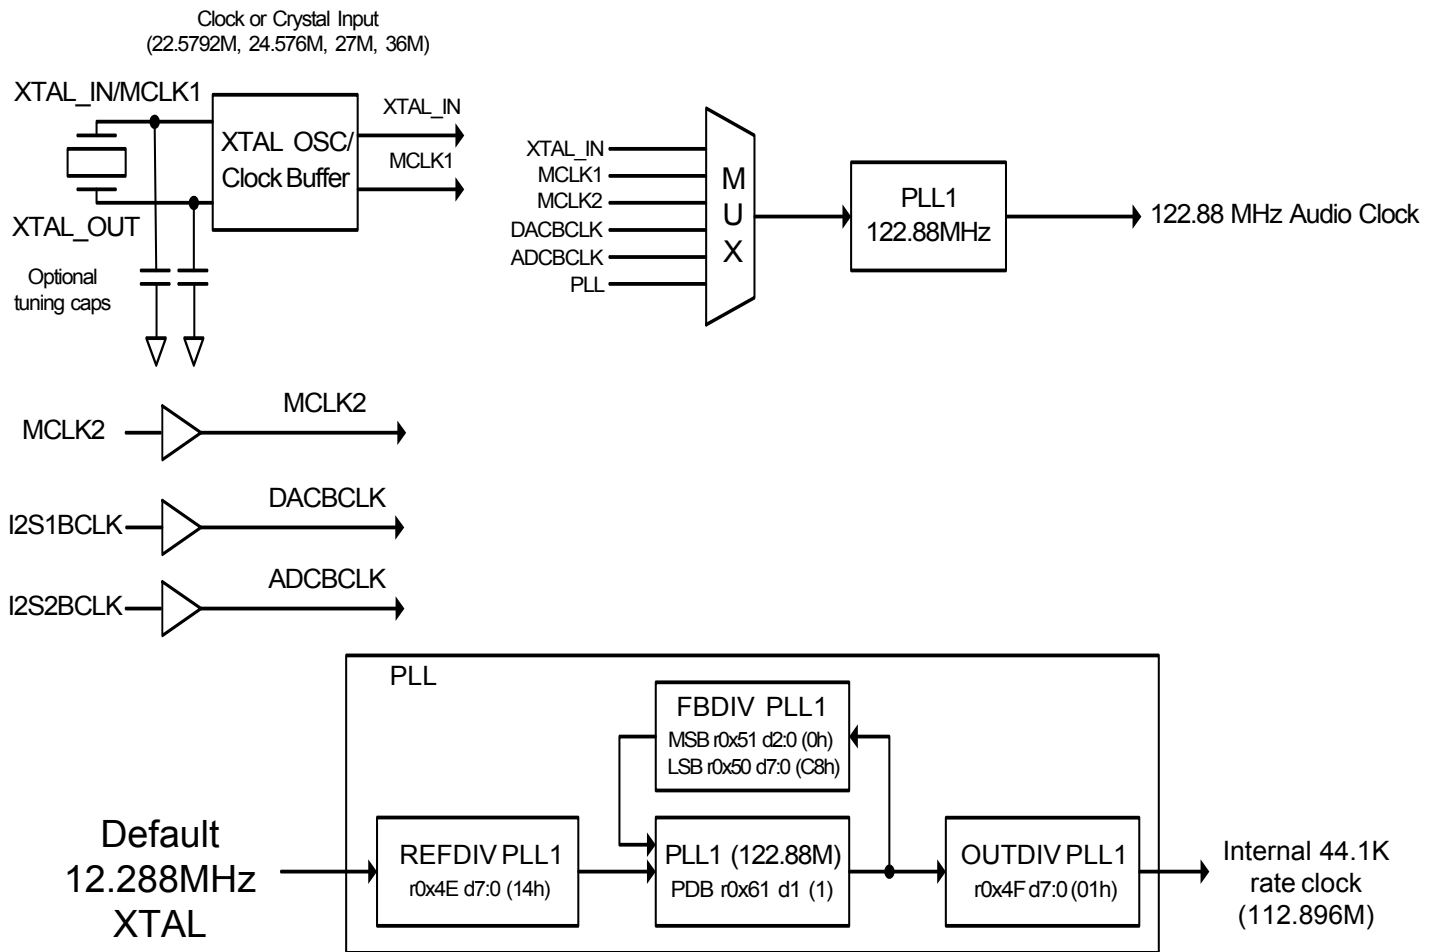 Clock or Crystal Input
(22.5792M, 24.576M, 27M, 36M)
XTAL_IN/MCLK1
XTAL OSC/
Clock Buffer
XTAL_IN
MCLK1
XTAL_OUT
Optional
tuning caps
XTAL_IN
MCLK1
MCLK2
DACBCLK
ADCBCLK
PLL
M
U
X
PLL1
122.88MHz
122.88 MHz Audio Clock
MCLK2
MCLK2
I2S1BCLK
DACBCLK
I2S2BCLK
ADCBCLK
PLL
FBDIV PLL1
MSB r0x51 d2:0 (0h)
LSB r0x50 d7:0 (C8h)
Default
12.288MHz
XTAL
REFDIV PLL1
r0x4E d7:0 (14h)
PLL1 (122.88M)
PDB r0x61 d1 (1)
OUTDIV PLL1
r0x4F d7:0 (01h)
Internal 44.1K
rate clock
(112.896M)